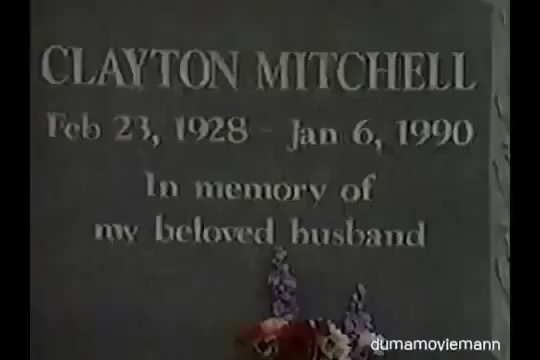 CLAYTON MITCHELL
Feb 23, 1928 - Jan 6, 1990
In memory of
my beloved husband
dumamoviemann